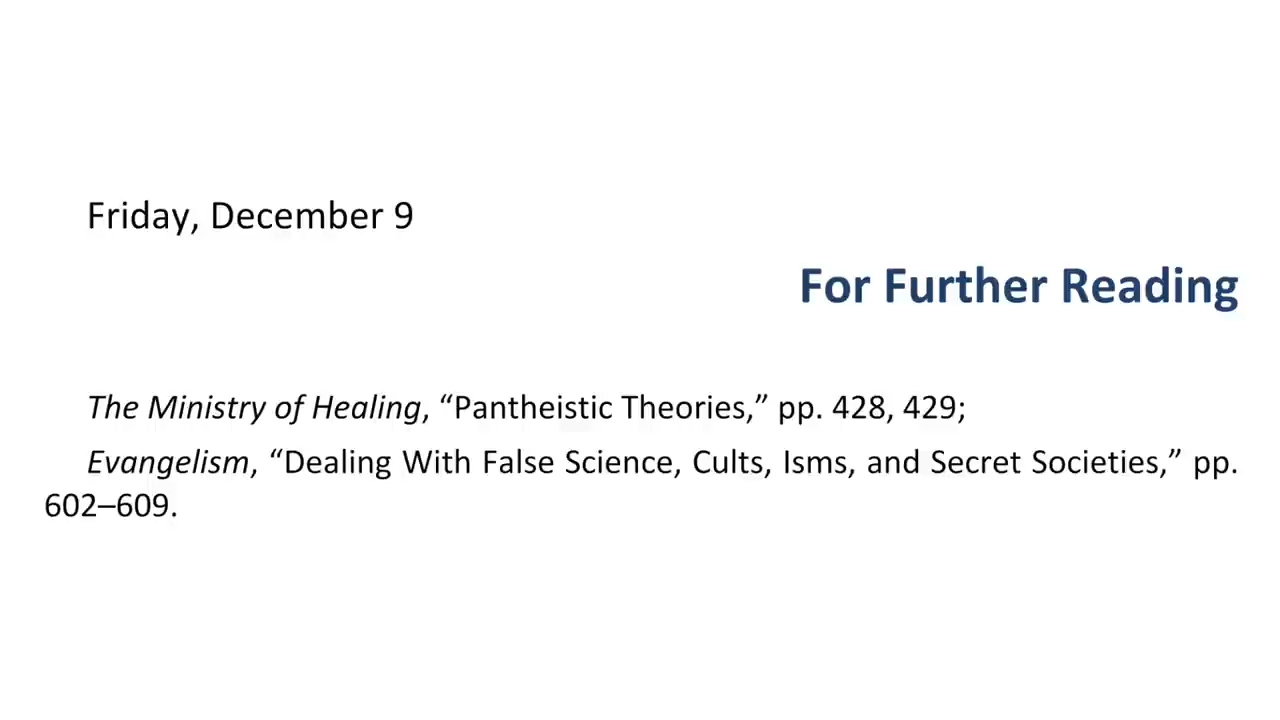 Friday, December 9
For Further Reading
The Ministry of Healing, “Pantheistic Theories,” pp. 428, 429;
Evangelism, “Dealing With False Science, Cults, Isms, and Secret Societies,” pp.
602–609.